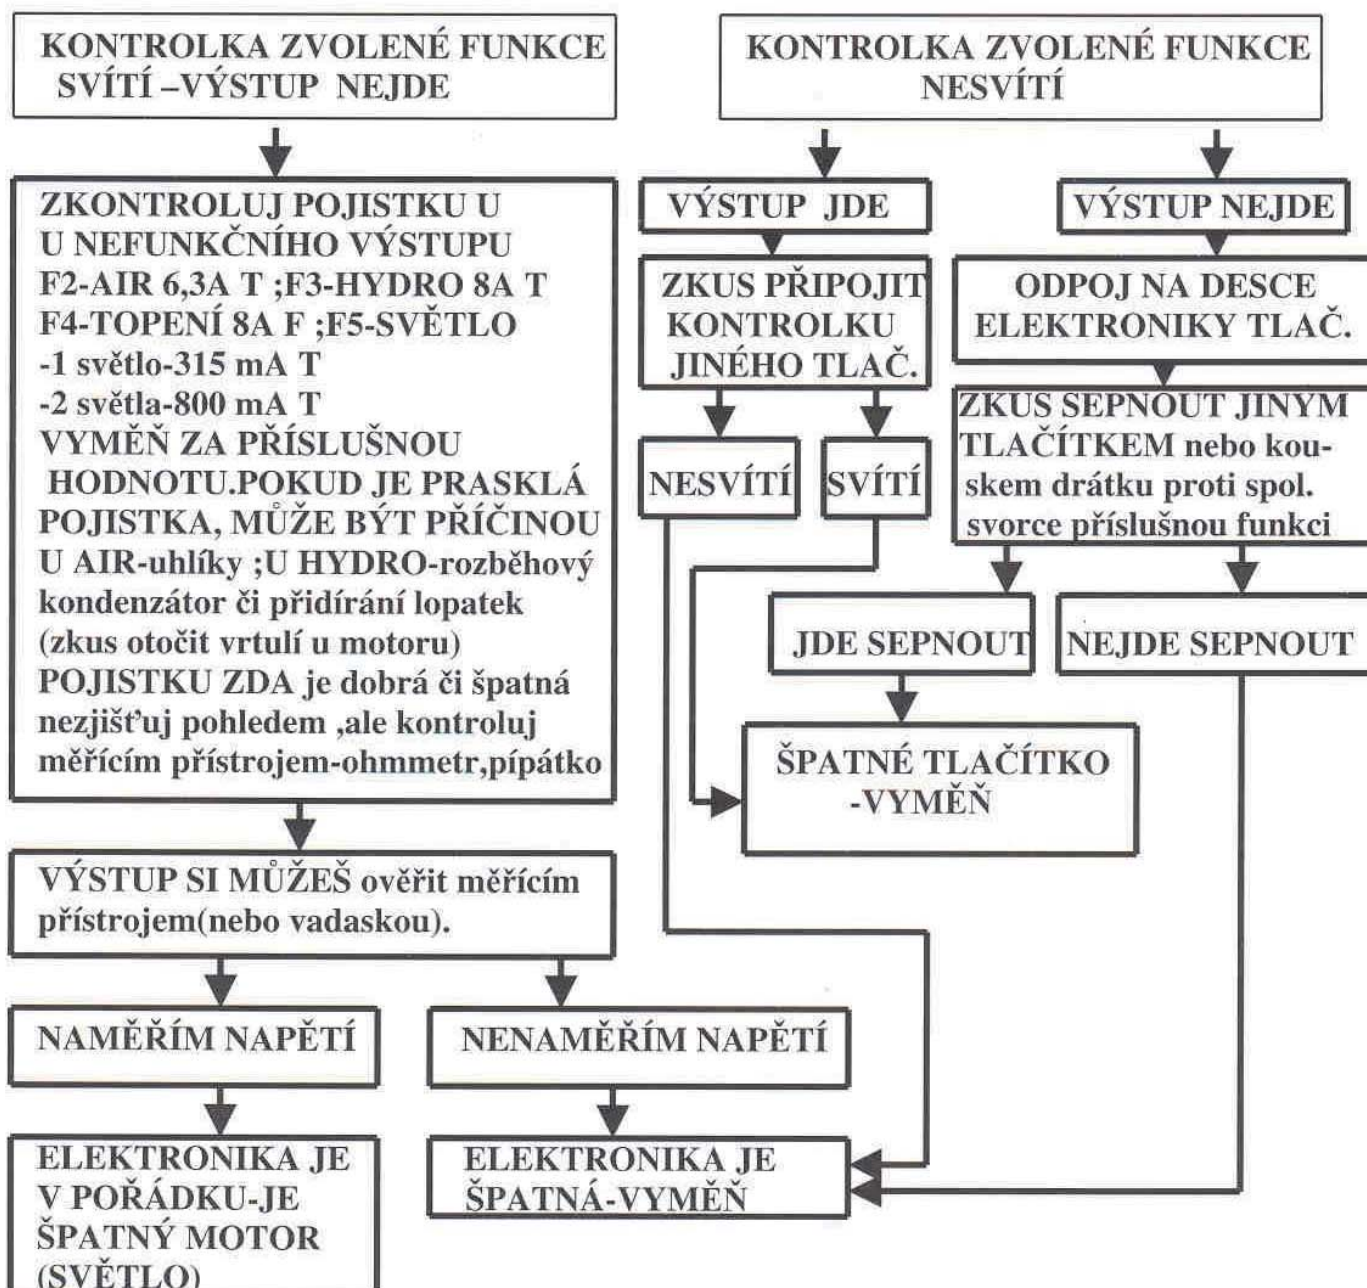 KONTROLKA ZVOLENÉ FUNKCE
SVÍTÍ –VÝSTUP NEJDE
ZKONTROLUJ POJISTKU U
U NEFUNKČNÍHO VÝSTUPU
F2-AIR 6,3A T ;F3-HYDRO 8A T
F4-TOPENÍ 8A F ;F5-SVĚTLO
-1 světlo-315 mA T
-2 světla-800 mA T
VYMĚŇ ZA PŘÍSLUŠNOU
HODNOTU.POKUD JE PRASKLÁ
POJISTKA, MŮŽE BÝT PŘÍČINOU
U AIR-uhlíky ;U HYDRO-rozběhový
kondenzátor či přidírání lopatek
(zkus otočit vrtulí u motoru)
POJISTKU ZDA je dobrá či špatná
nezjišťuj pohledem ,ale kontroluj
měřícím přístrojem-ohmmetr,pípátko
VÝSTUP SI MŮŽEŠ ověřit měřícím
přístrojem(nebo vadaskou).
NAMĚŘÍM NAPĚTÍ
NENAMĚŘÍM NAPĚTÍ
ELEKTRONIKA JE
V POŘÁDKU-JE
ŠPATNÝ MOTOR
(SVĚTLO)
ELEKTRONIKA JE
ŠPATNÁ-VYMĚŇ
KONTROLKA ZVOLENÉ FUNKCE
NESVÍTÍ
VÝSTUP JDE
ZKUS PŘIPOJIT
KONTROLKU
JINÉHO TLAČ.
NESVÍTÍ
SVÍTÍ
VÝSTUP NEJDE
ODPOJ NA DESCE
ELEKTRONIKY TLAČ.
ZKUS SEPNOUT JINYM
TLAČÍTKEM nebo kou-
skem drátku proti spol.
svorce příslušnou funkci
JDE SEPNOUT
NEJDE SEPNOUT
ŠPATNÉ TLAČÍTKO
-VYMĚŇ